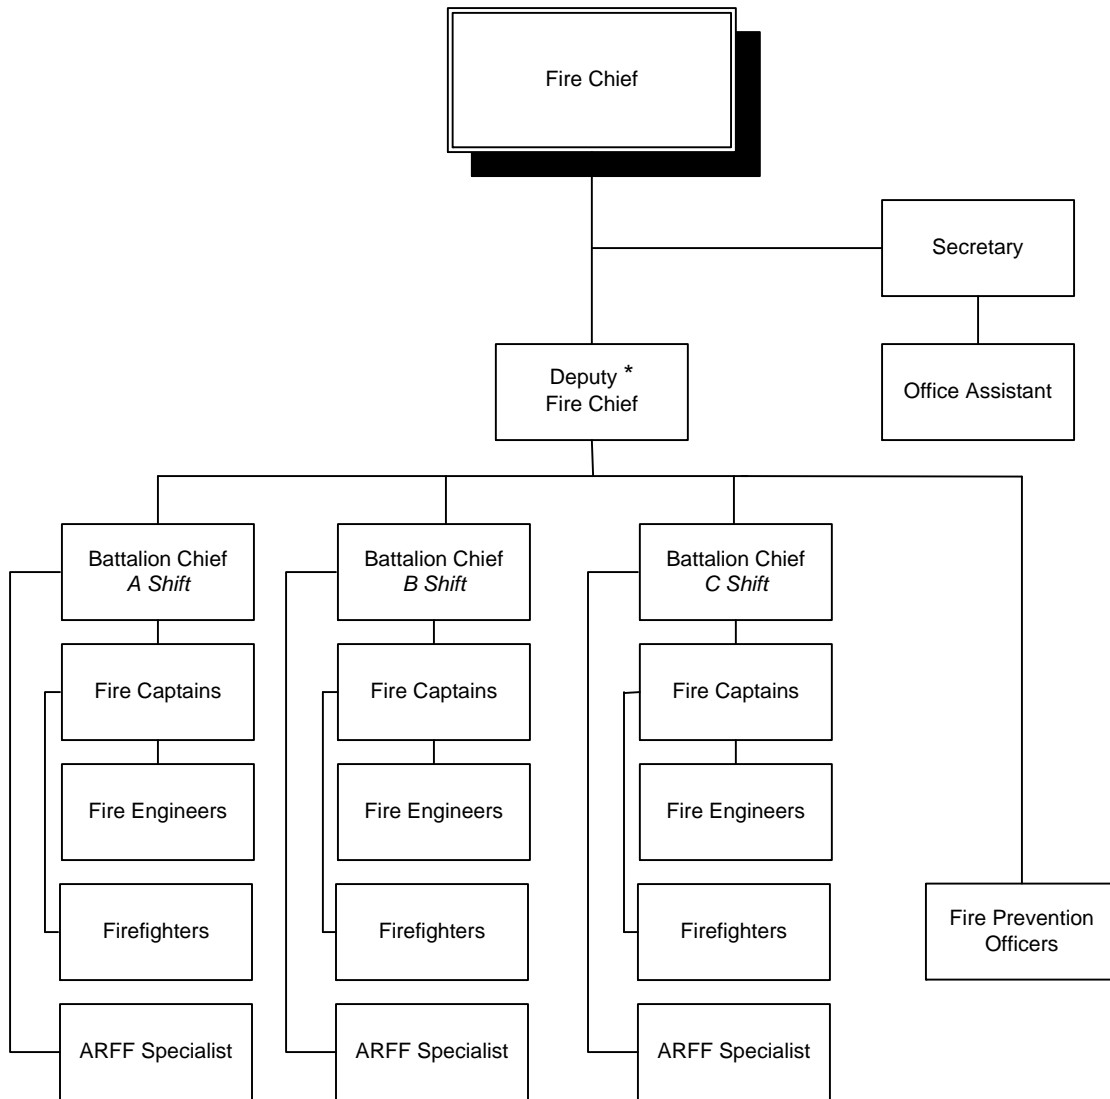 Fire Chief
Secretary
Deputy *
Fire Chief
Office Assistant
Battalion Chief
A Shift
Battalion Chief
B Shift
Battalion Chief
C Shift
Fire Captains
Fire Captains
Fire Captains
Fire Engineers
Fire Engineers
Fire Engineers
Firefighters
Firefighters
Firefighters
Fire Prevention
Officers
ARFF Specialist
ARFF Specialist
ARFF Specialist